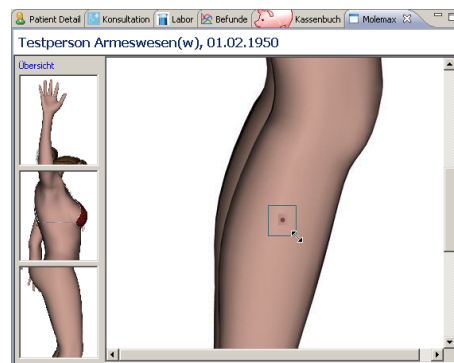 Patient Detail Konsultation Labor Befunde Kassenbuch Molemax
Testperson Armeswesen(w), 01.02.1950
Übersicht